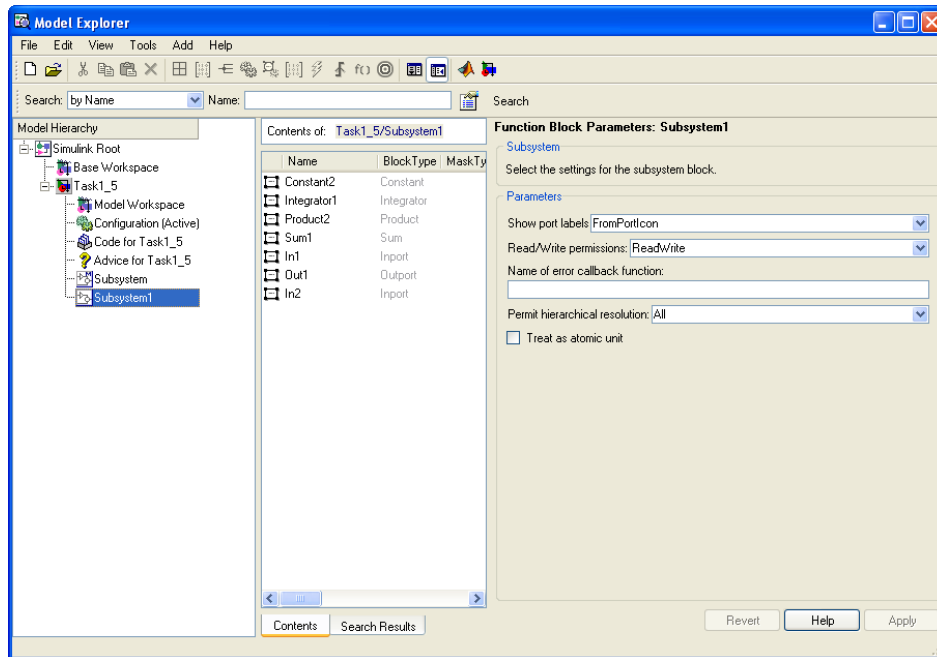 Model Explorer
File Edit View Tools Add Help
Search: by Name Name: Search
Model Hierarchy
Simulink Root
Base Workspace
Task1_5
Model Workspace
Configuration (Active)
Code for Task1_5
Advice for Task1_5
Subsystem
Subsystem1
Contents of: Task1_5/Subsystem1
Name BlockType MaskTy
Constant2 Constant
Integrator1 Integrator
Product2 Product
Sum1 Sum
In1 Inport
Out1 Outport
In2 Inport
Contents Search Results
Function Block Parameters: Subsystem1
Subsystem
Select the settings for the subsystem block.
Parameters
Show port labels FromPortIcon
Read/Write permissions: ReadWrite
Name of error callback function:
Permit hierarchical resolution: All
Treat as atomic unit
Revert Help Apply